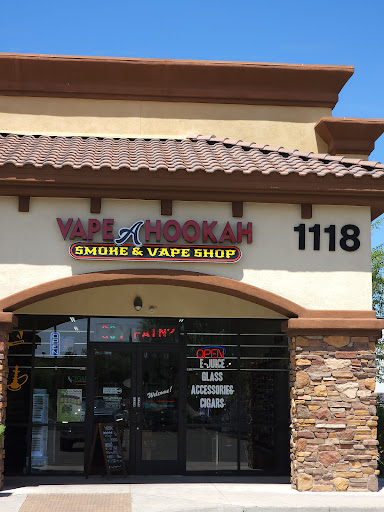 VAPE A HOOKAH
SMOKE & VAPE SHOP
1118
OPEN
E-JUICE
GLASS
ACCESSORIES
CIGARS
Welcome!